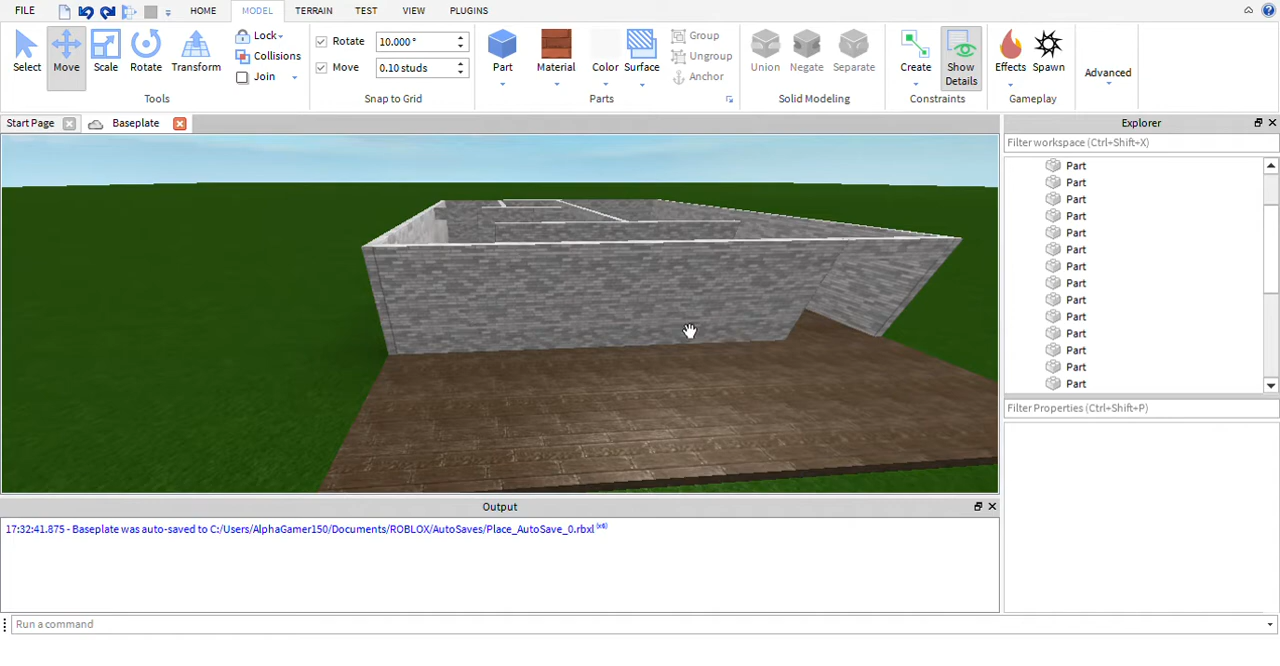 FILE HOME MODEL TERRAIN TEST VIEW PLUGINS
Select Move Scale Rotate Transform
Lock
Collisions
Join
Tools
Rotate 10.000 °
Move 0.10 studs
Snap to Grid
Part Material Color Surface
Group
Ungroup
Anchor
Parts
Union Negate Separate
Solid Modeling
Create Show Details
Constraints
Effects Spawn
Gameplay
Advanced
Start Page Baseplate
Explorer
Filter workspace (Ctrl+Shift+X)
Part
Part
Part
Part
Part
Part
Part
Part
Part
Part
Part
Part
Part
Part
Filter Properties (Ctrl+Shift+P)
Output
17:32:41.875 - Baseplate was auto-saved to C:/Users/AlphaGamer150/Documents/ROBLOX/AutoSaves/Place_AutoSave_0.rbxl
Run a command